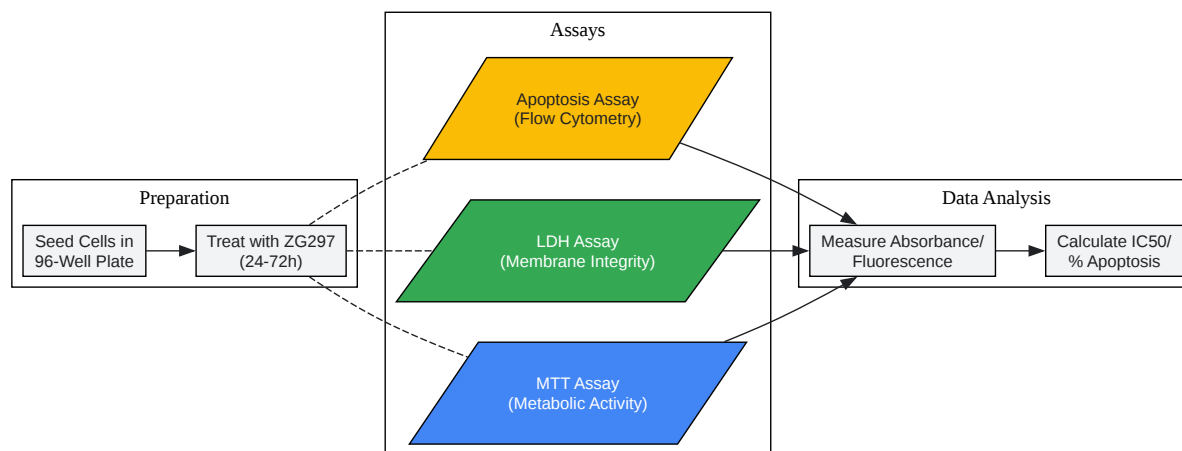 Preparation
Seed Cells in
96-Well Plate
Treat with ZG297
(24-72h)
Assays
Apoptosis Assay
(Flow Cytometry)
LDH Assay
(Membrane Integrity)
MTT Assay
(Metabolic Activity)
Data Analysis
Measure Absorbance/
Fluorescence
Calculate IC50/
% Apoptosis